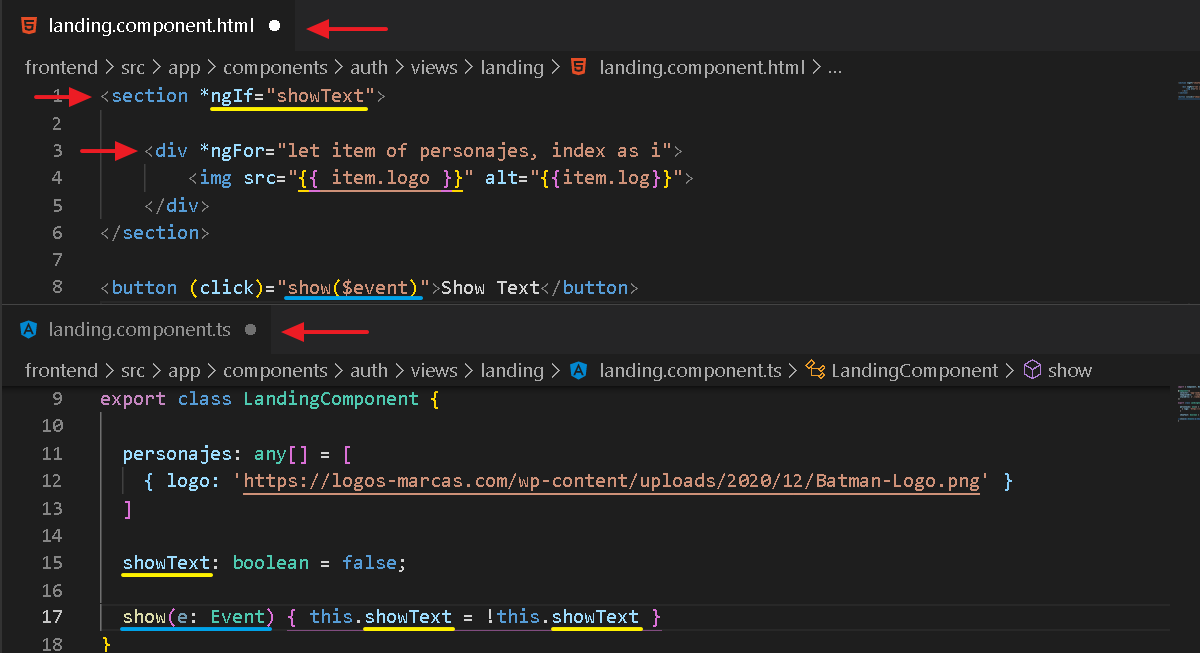 landing.component.html
frontend > src > app > components > auth > views > landing > landing.component.html > ...
1 <section *ngIf="showText">
2
3 <div *ngFor="let item of personajes, index as i">
4 <img src="{{ item.logo }}" alt="{{item.log}}">
5 </div>
6 </section>
7
8 <button (click)="show($event)">Show Text</button>
landing.component.ts
frontend > src > app > components > auth > views > landing > landing.component.ts > LandingComponent > show
9 export class LandingComponent {
10
11 personajes: any[] = [
12 { logo: 'https://logos-marcas.com/wp-content/uploads/2020/12/Batman-Logo.png' }
13 ]
14
15 showText: boolean = false;
16
17 show(e: Event) { this.showText = !this.showText }
18 }